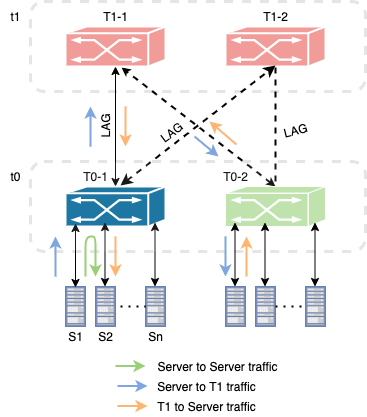 t1
T1-1
T1-2
LAG
LAG
LAG
t0
T0-1
T0-2
S1
S2
Sn
Server to Server traffic
Server to T1 traffic
T1 to Server traffic